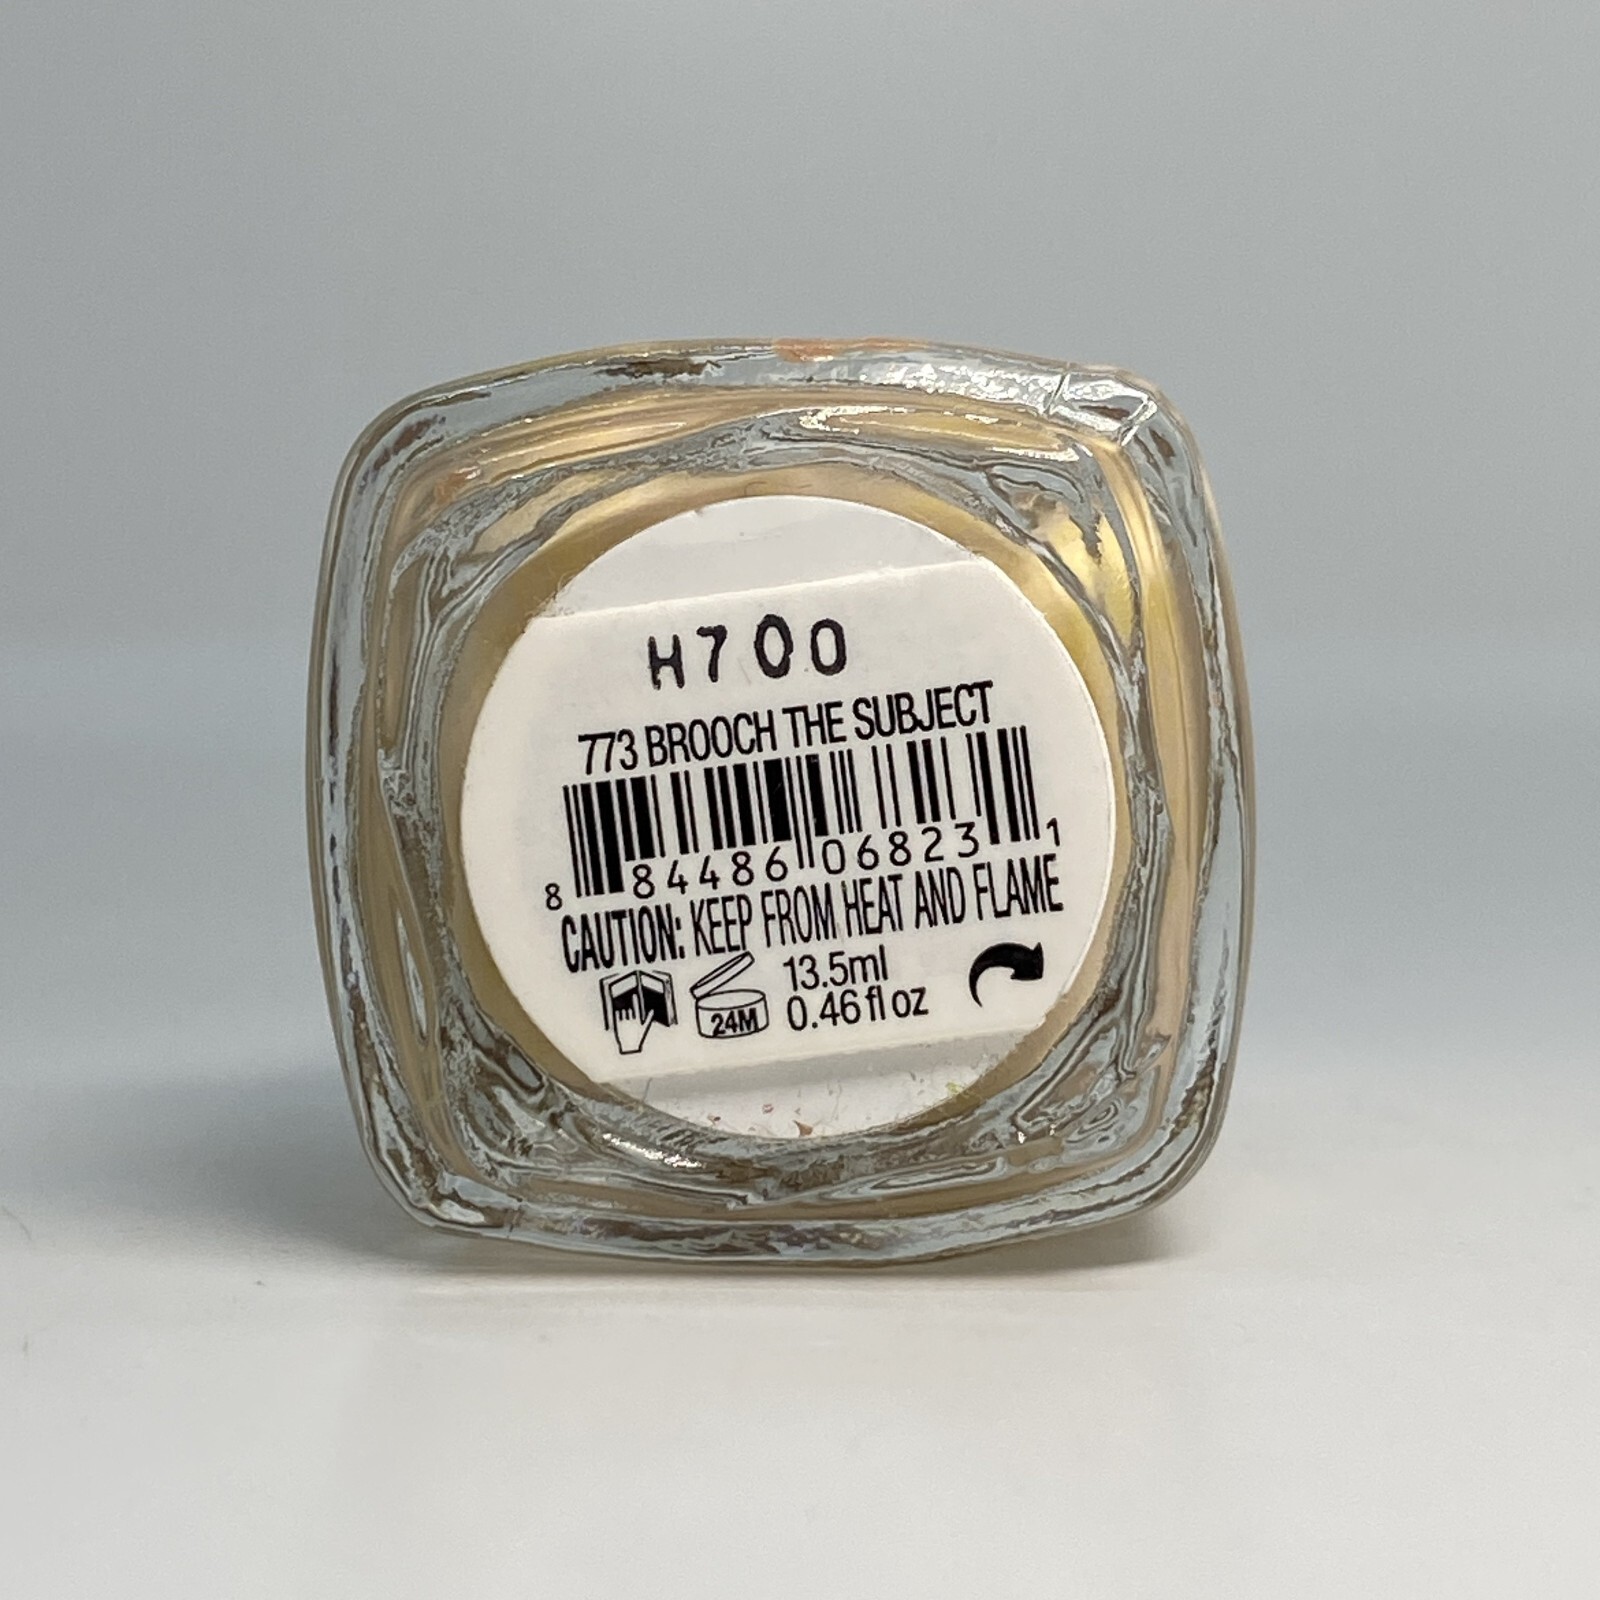 H700
773 BROOCH THE SUBJECT
8 84486 06823 1
CAUTION: KEEP FROM HEAT AND FLAME
24M
13.5ml
0.46 fl oz